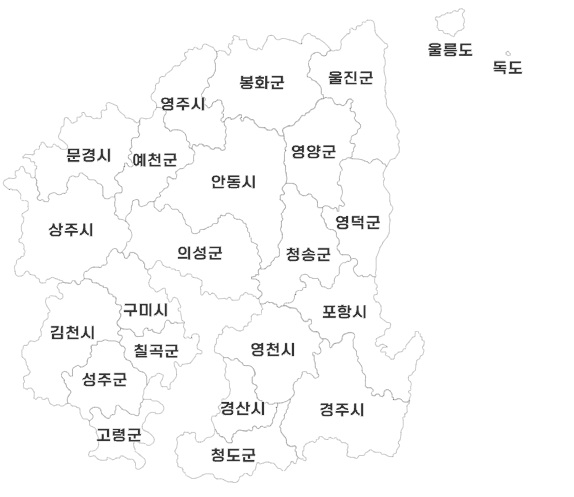 울릉도
독도
봉화군
울진군
영주시
문경시
예천군
영양군
안동시
상주시
영덕군
의성군
청송군
구미시
포항시
김천시
칠곡군
영천시
성주군
경산시
경주시
고령군
청도군